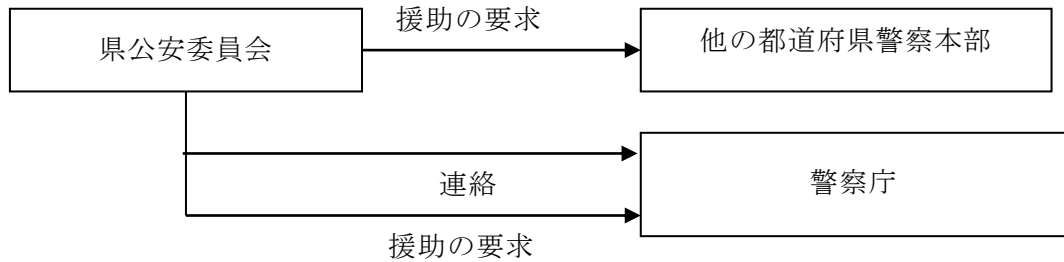 援助の要求
県公安委員会
他の都道府県警察本部
連絡
警察庁
援助の要求